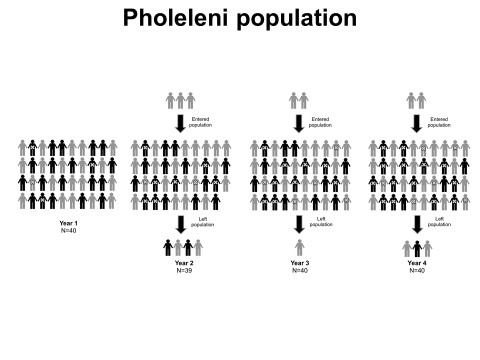 Pholeleni population
Entered
population
Entered
population
Entered
population
Year 1
N=40
Left
population
Year 2
N=39
Left
population
Year 3
N=40
Left
population
Year 4
N=40